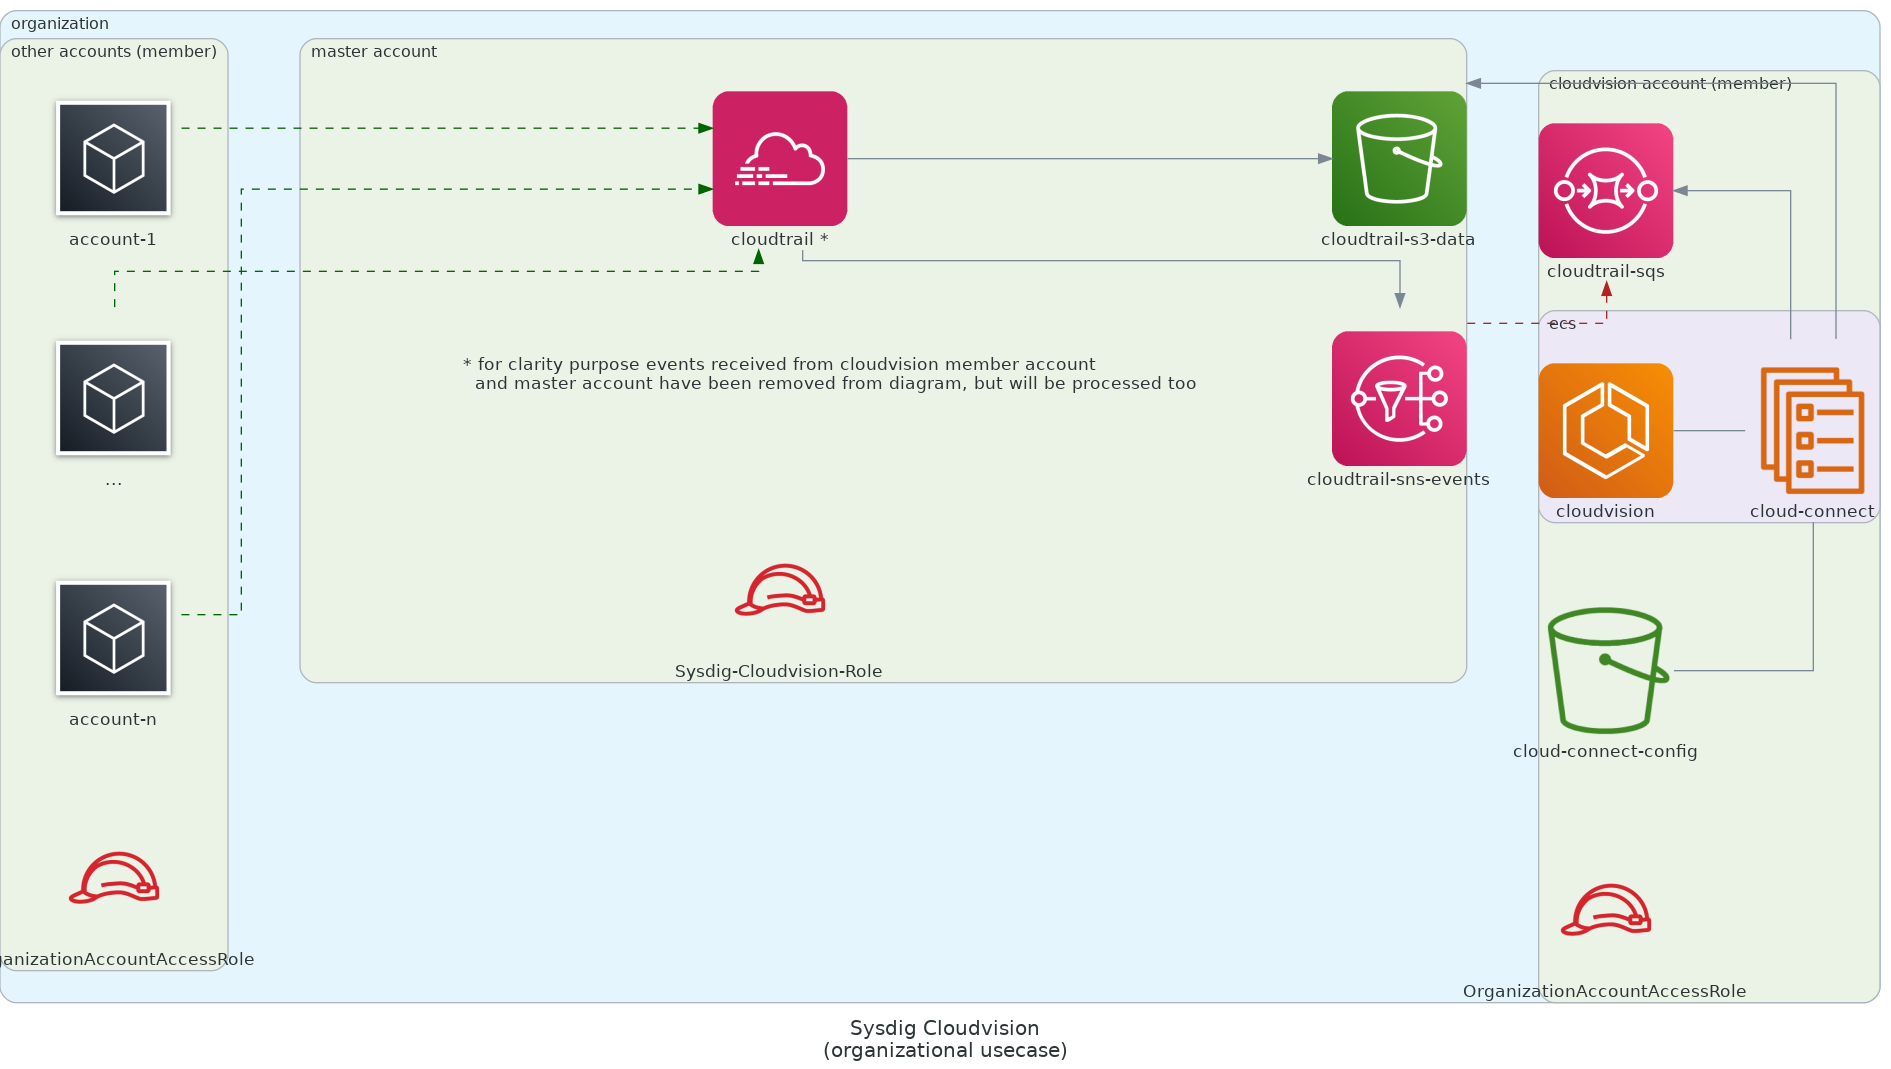 organization
other accounts (member)
master account
cloudvision account (member)
account-1
cloudtrail *
cloudtrail-s3-data
cloudtrail-sqs
ecs
* for clarity purpose events received from cloudvision member account
and master account have been removed from diagram, but will be processed too
...
cloudtrail-sns-events
cloudvision
cloud-connect
Sysdig-Cloudvision-Role
account-n
cloud-connect-config
ganizationAccountAccessRole
OrganizationAccountAccessRole
Sysdig Cloudvision
(organizational usecase)